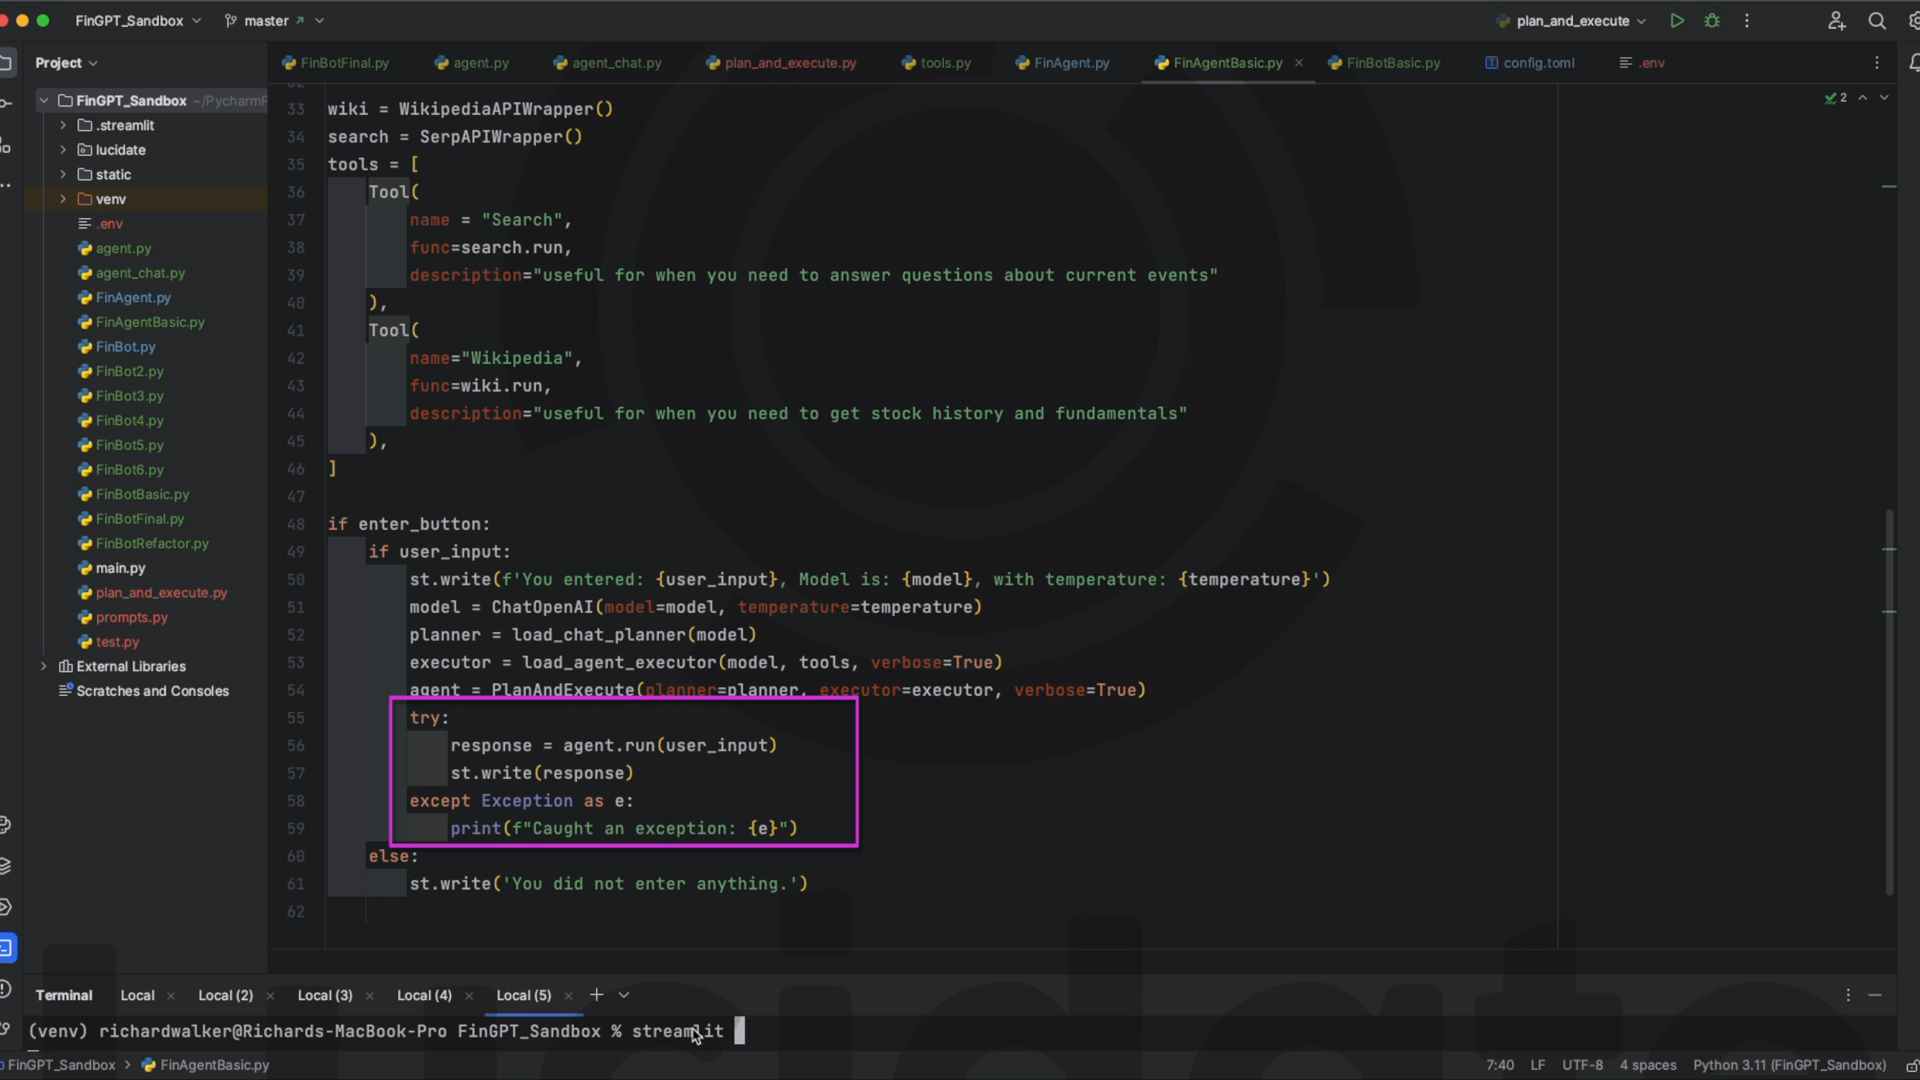 FinGPT_Sandbox
master
plan_and_execute
Project
FinBotFinal.py
agent.py
agent_chat.py
plan_and_execute.py
tools.py
FinAgent.py
FinAgentBasic.py
FinBotBasic.py
config.toml
.env
FinGPT_Sandbox ~/Pycharm
.streamlit
lucidate
static
venv
.env
agent.py
agent_chat.py
FinAgent.py
FinAgentBasic.py
FinBot.py
FinBot2.py
FinBot3.py
FinBot4.py
FinBot5.py
FinBot6.py
FinBotBasic.py
FinBotFinal.py
FinBotRefactor.py
main.py
plan_and_execute.py
prompts.py
test.py
External Libraries
Scratches and Consoles
2
33 wiki = WikipediaAPIWrapper()
34 search = SerpAPIWrapper()
35 tools = [
36 Tool(
37 name = "Search",
38 func=search.run,
39 description="useful for when you need to answer questions about current events"
40 ),
41 Tool(
42 name="Wikipedia",
43 func=wiki.run,
44 description="useful for when you need to get stock history and fundamentals"
45 ),
46 ]
47
48 if enter_button:
49 if user_input:
50 st.write(f'You entered: {user_input}, Model is: {model}, with temperature: {temperature}')
51 model = ChatOpenAI(model=model, temperature=temperature)
52 planner = load_chat_planner(model)
53 executor = load_agent_executor(model, tools, verbose=True)
54 agent = PlanAndExecute(planner=planner, executor=executor, verbose=True)
55 try:
56 response = agent.run(user_input)
57 st.write(response)
58 except Exception as e:
59 print(f"Caught an exception: {e}")
60 else:
61 st.write('You did not enter anything.')
62
Terminal Local Local (2) Local (3) Local (4) Local (5)
(venv) richardwalker@Richards-MacBook-Pro FinGPT_Sandbox % streamlit
FinGPT_Sandbox > FinAgentBasic.py
7:40 LF UTF-8 4 spaces Python 3.11 (FinGPT_Sandbox)